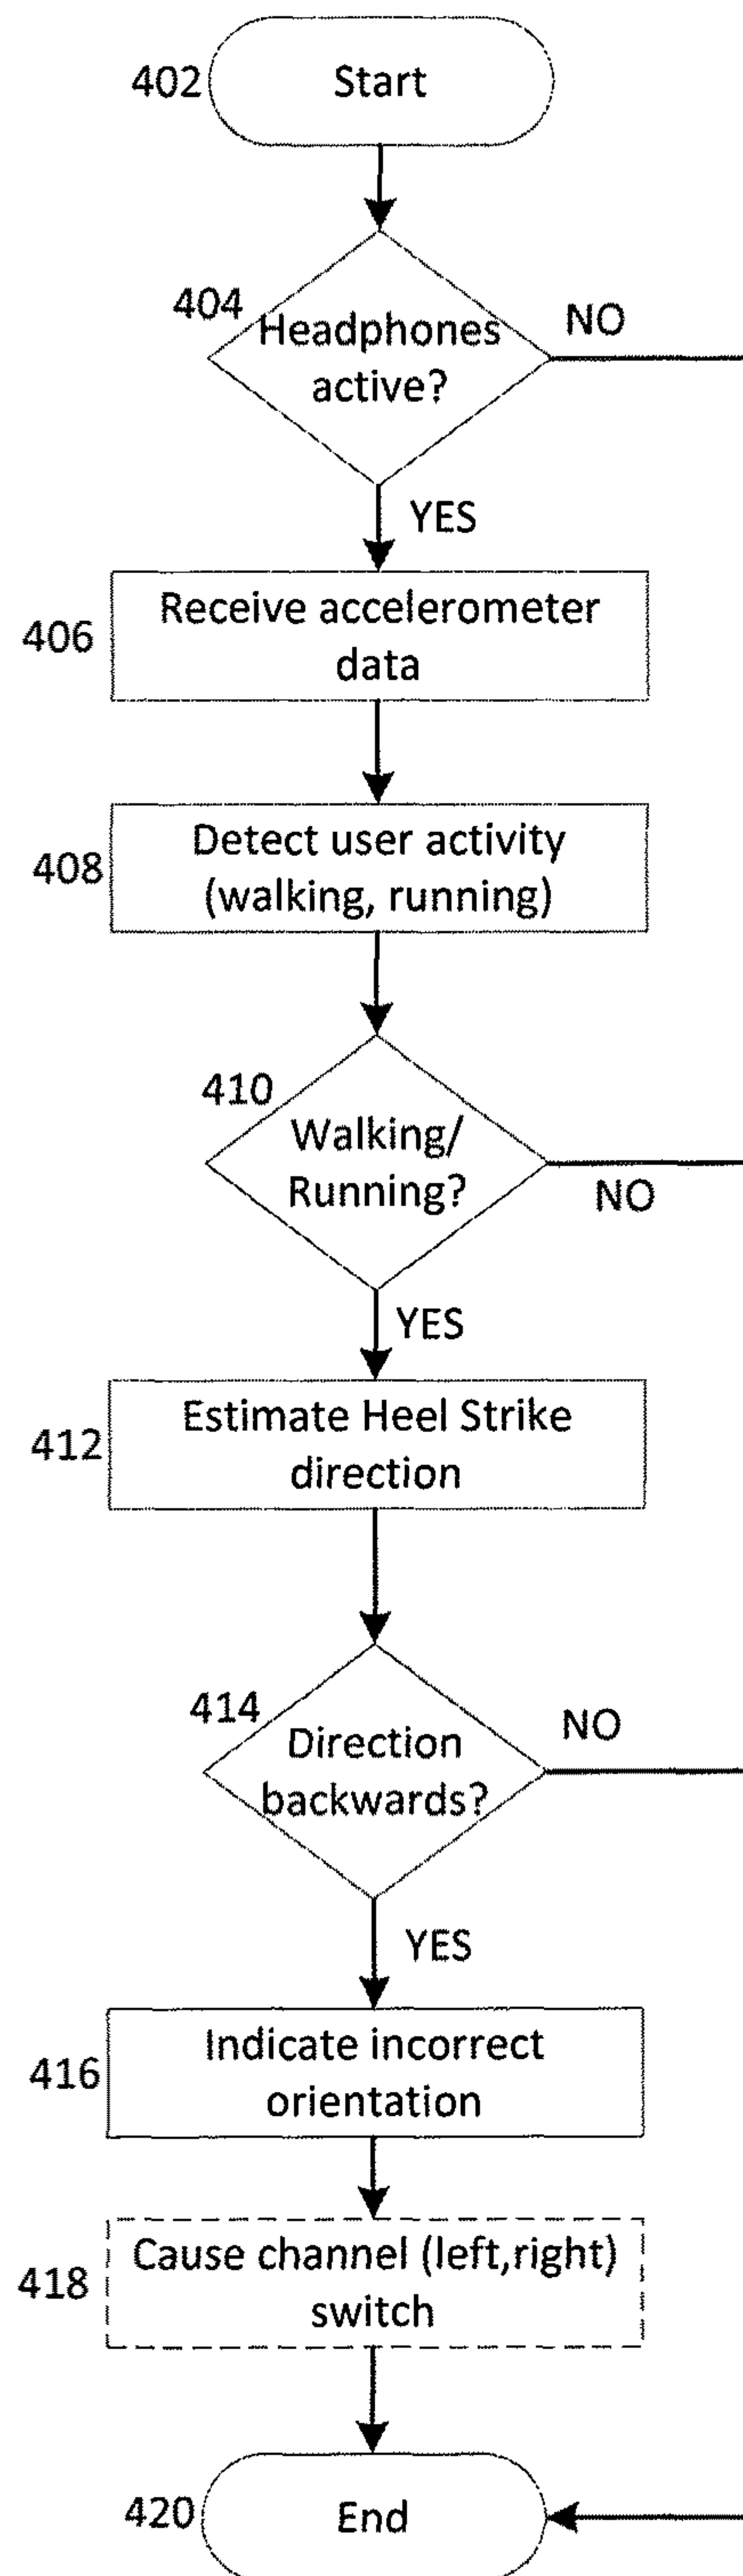 402
Start
404
Headphones
active?
NO
YES
406
Receive accelerometer
data
408
Detect user activity
(walking, running)
410
Walking/
Running?
NO
YES
412
Estimate Heel Strike
direction
414
Direction
backwards?
NO
YES
416
Indicate incorrect
orientation
418
Cause channel (left,right)
switch
420
End